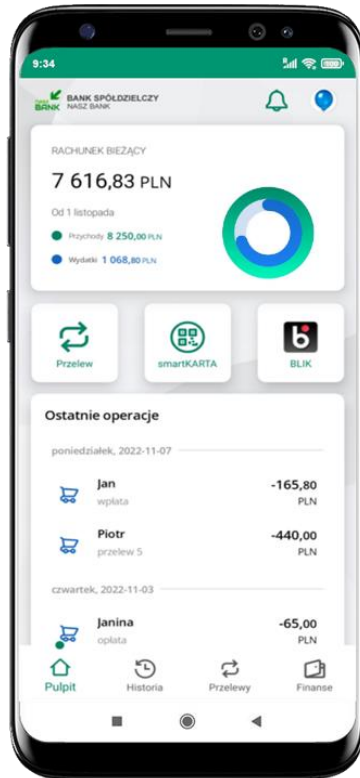 9:34
NASZ BANK
BANK SPÓŁDZIELCZY
NASZ BANK
RACHUNEK BIEŻĄCY
7 616,83 PLN
Od 1 listopada
Przychody 8 250,00 PLN
Wydatki 1 068,80 PLN
Przelew
smartKARTA
BLIK
Ostatnie operacje
poniedziałek, 2022-11-07
Jan -165,80
wpłata PLN
Piotr -440,00
przelew 5 PLN
czwartek, 2022-11-03
Janina -65,00
opłata PLN
Pulpit Historia Przelewy Finanse